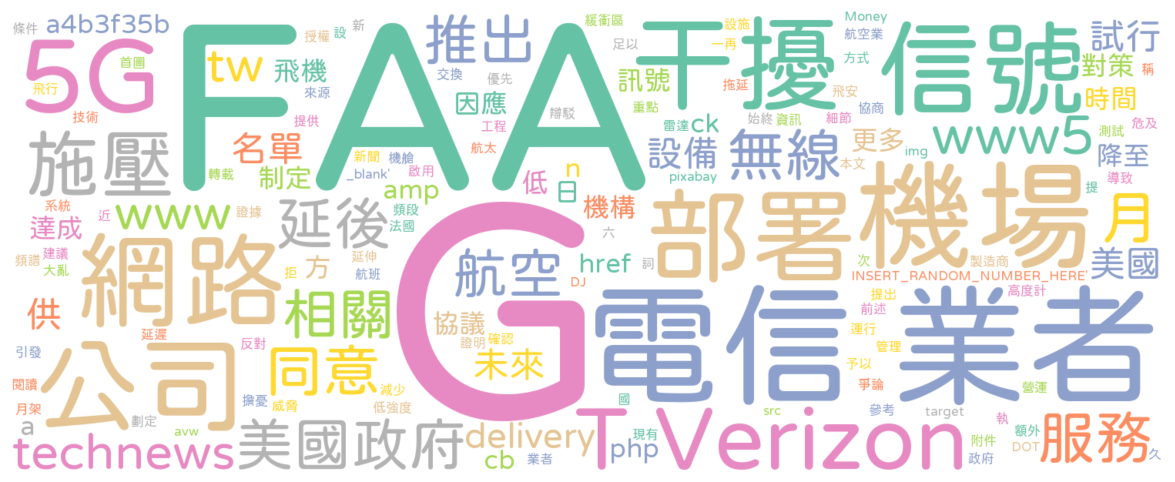 條件 a4b3f35b
授權 設 新
首圖
5G
飛行
技術
FAA
tw 飛機
來源
提供
推出
交換 優先
緩衝區
足以
設施
一再
拖延
干擾
信號
Money
航空業
方式
試行
稱
對策
時間
訊號
重點
因應
辯駁
工程
航太
雷達 ck
始終 資訊 細節
飛安
協商
www5
危及
測試
降至
導致
提
施壓
名單
制定
轉載
系統
新聞 機艙 啟用
_blank'
amp
頻段
法國
低
n
日
機構
六
設備
pixabay
無線
更多
本文
img
達成
近
www
證據
延後
部署
機場
月
美國
建議
大亂
頻譜
網路
方
延伸
拒
航班
航空
href
DJ
詞
次
製造商
INSERT_RANDOM_NUMBER_HERE'
高度計
供
延遲
反對
相關
G
協議
證明
確認
未來
電信
業者
提出
前述
運行
管理
予以
引發
閱讀
月架
公司
擔憂
威脅
同意
減少
低強度
國
爭論
營運
a
劃定
avw
technews
美國政府
delivery
cb
業者
php
現有
T
Verizon
src
參考
target
執
額外
附件
DOT
政府
服務
久